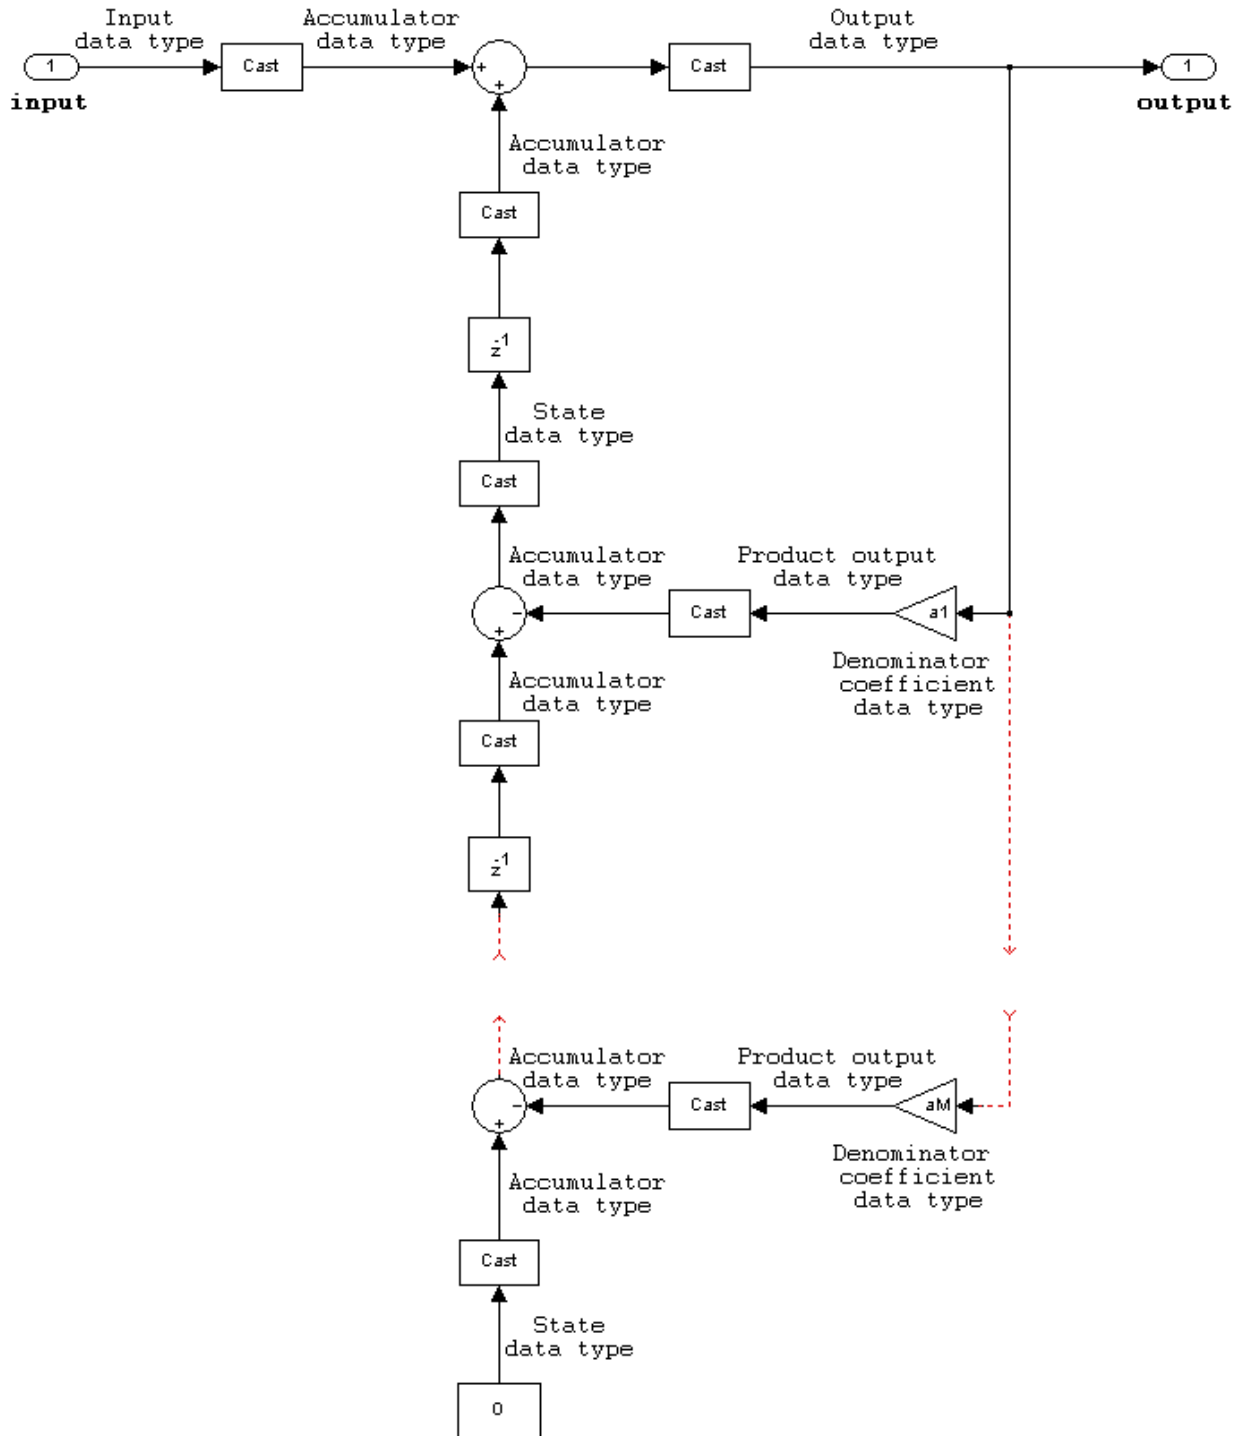 Input
data type
Accumulator
data type
Output
data type
1
Cast
+
+
Cast
1
input
output
Accumulator
data type
Cast
z-1
State
data type
Cast
Accumulator
data type
Product output
data type
-
+
Cast
a1
Accumulator
data type
Denominator
coefficient
data type
Cast
z-1
Accumulator
data type
Product output
data type
-
+
Cast
aM
Accumulator
data type
Denominator
coefficient
data type
Cast
State
data type
0